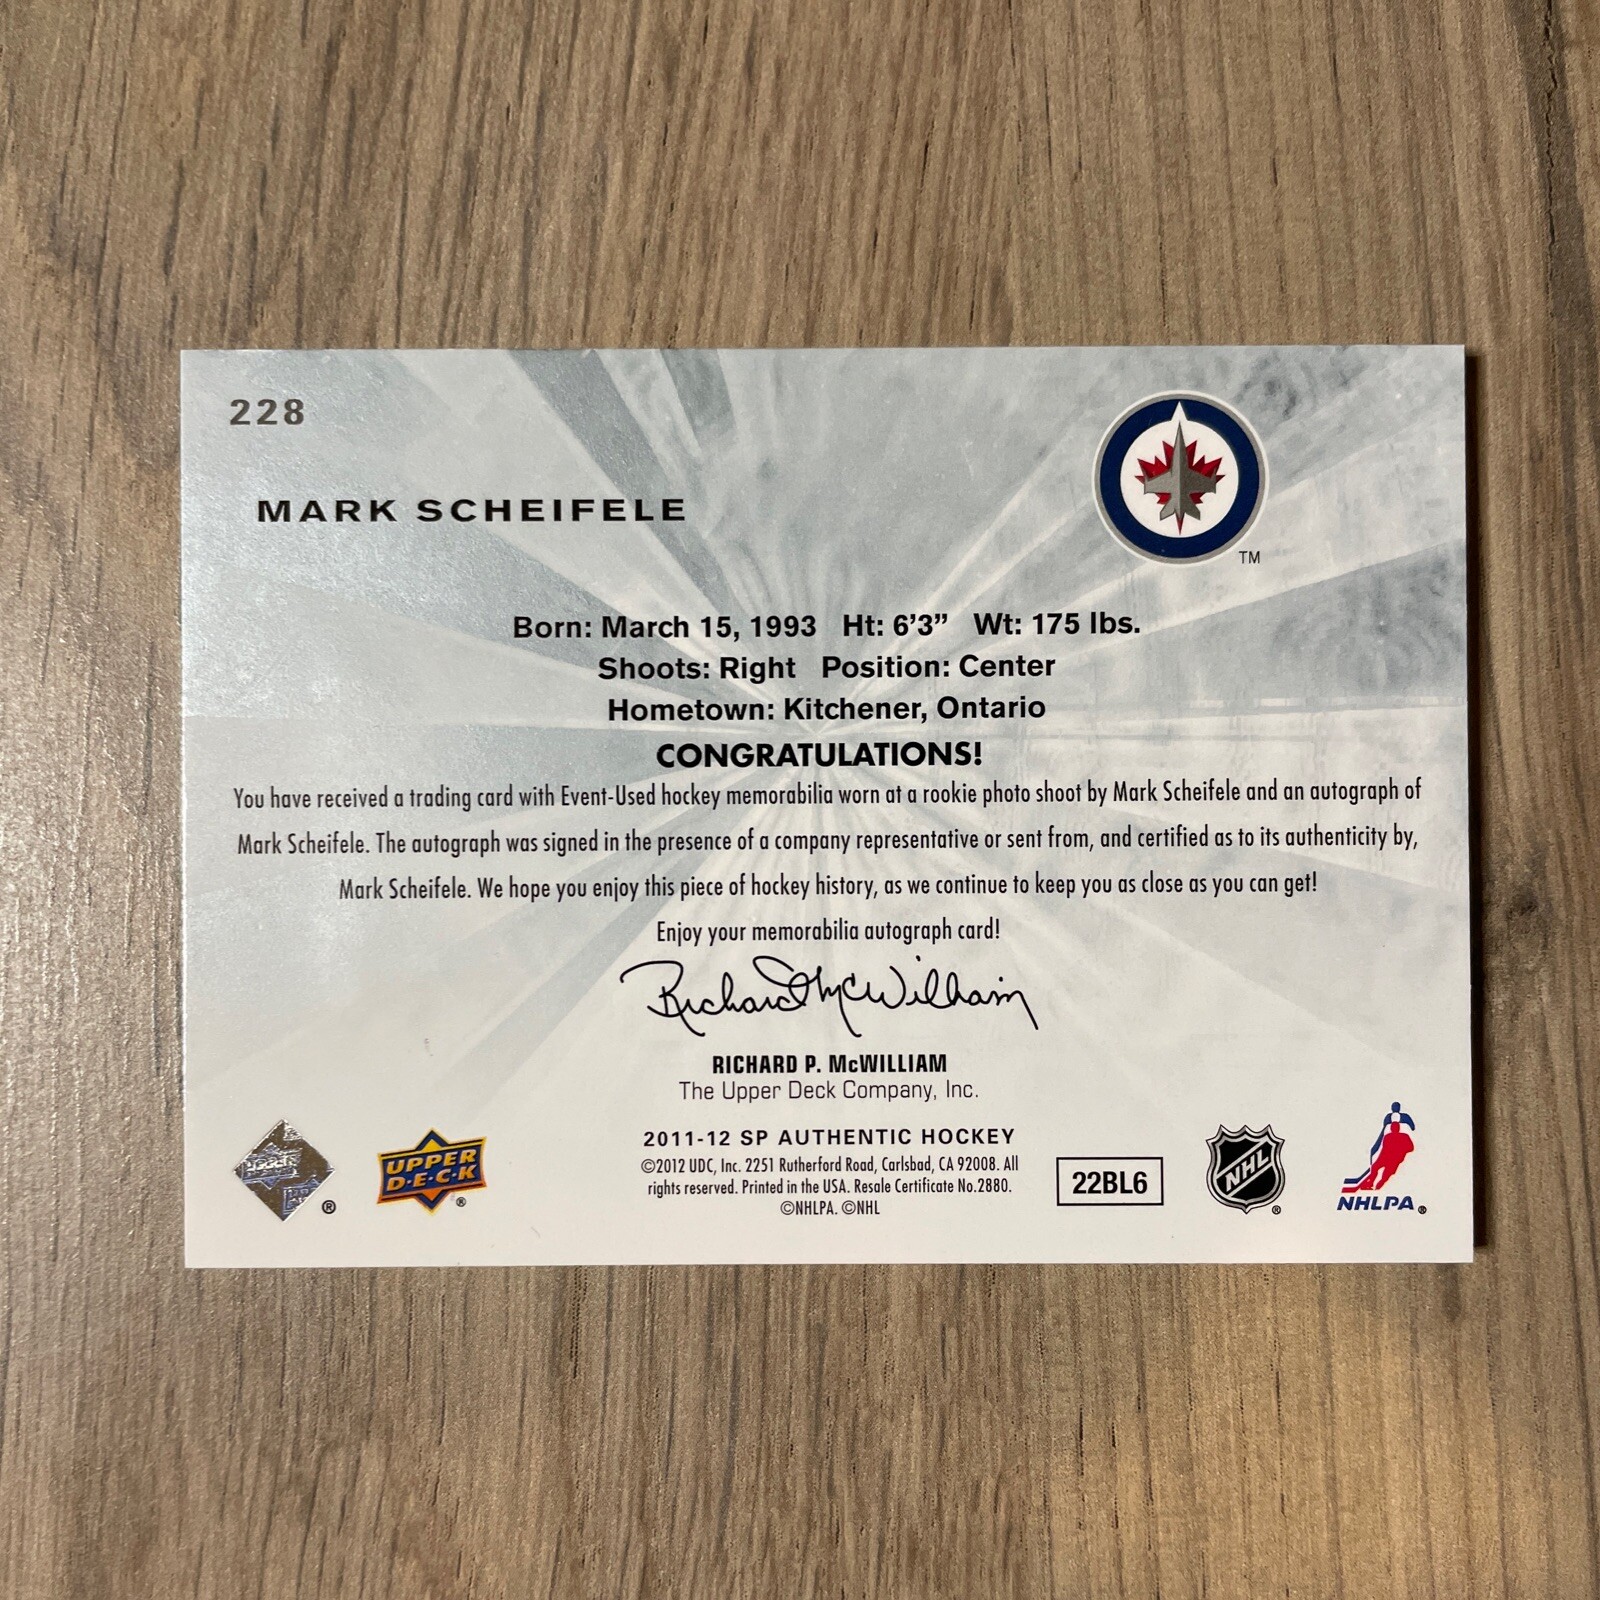 228
MARK SCHEIFELE
TM
Born: March 15, 1993 Ht: 6'3” Wt: 175 lbs.
Shoots: Right Position: Center
Hometown: Kitchener, Ontario
CONGRATULATIONS!
You have received a trading card with Event-Used hockey memorabilia worn at a rookie photo shoot by Mark Scheifele and an autograph of
Mark Scheifele. The autograph was signed in the presence of a company representative or sent from, and certified as to its authenticity by,
Mark Scheifele. We hope you enjoy this piece of hockey history, as we continue to keep you as close as you can get!
Enjoy your memorabilia autograph card!
Richard McWilliam
RICHARD P. McWILLIAM
The Upper Deck Company, Inc.
®
UPPER
D·E·C·K
®
2011-12 SP AUTHENTIC HOCKEY
©2012 UDC, Inc. 2251 Rutherford Road, Carlsbad, CA 92008. All
rights reserved. Printed in the USA. Resale Certificate No.2880.
©NHLPA. ©NHL
22BL6
NHL
®
NHLPA®